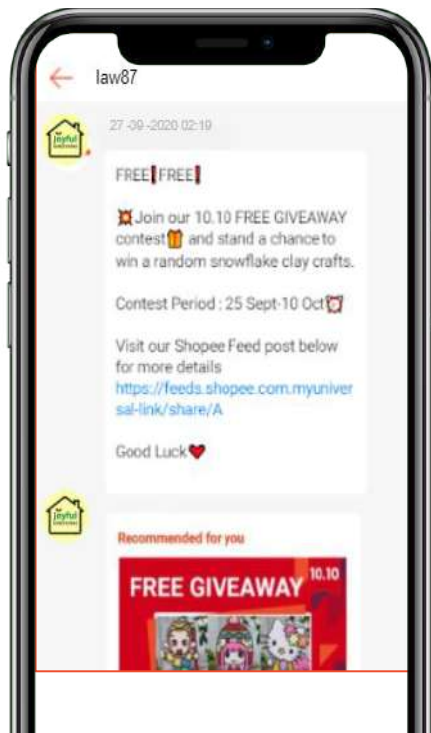 law87
27-09-2020 02:19
FREE❗FREE❗
💥Join our 10.10 FREE GIVEAWAY
contest🎁 and stand a chance to
win a random snowflake clay crafts.
Contest Period : 25 Sept-10 Oct⏰
Visit our Shopee Feed post below
for more details
https://feeds.shopee.com.myuniver
sal-link/share/A
Good Luck❤
Joyful
Joyful
Recommended for you
FREE GIVEAWAY 10.10